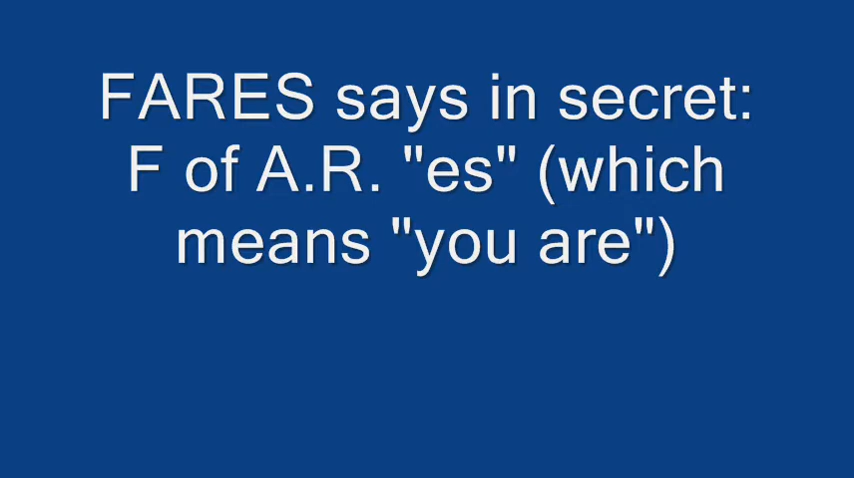 FARES says in secret:
F of A.R. "es" (which
means "you are")